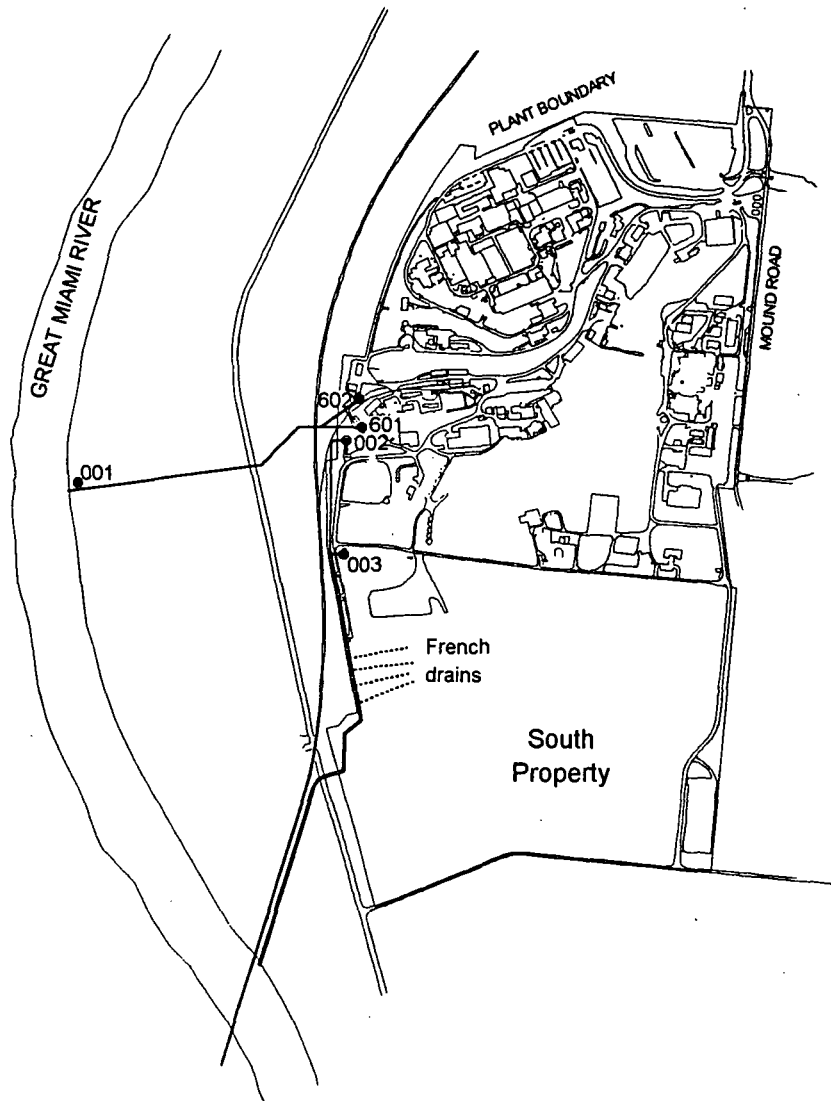 PLANT BOUNDARY
GREAT MIAMI RIVER
MOUND ROAD
602
601
002
001
003
French
drains
South
Property